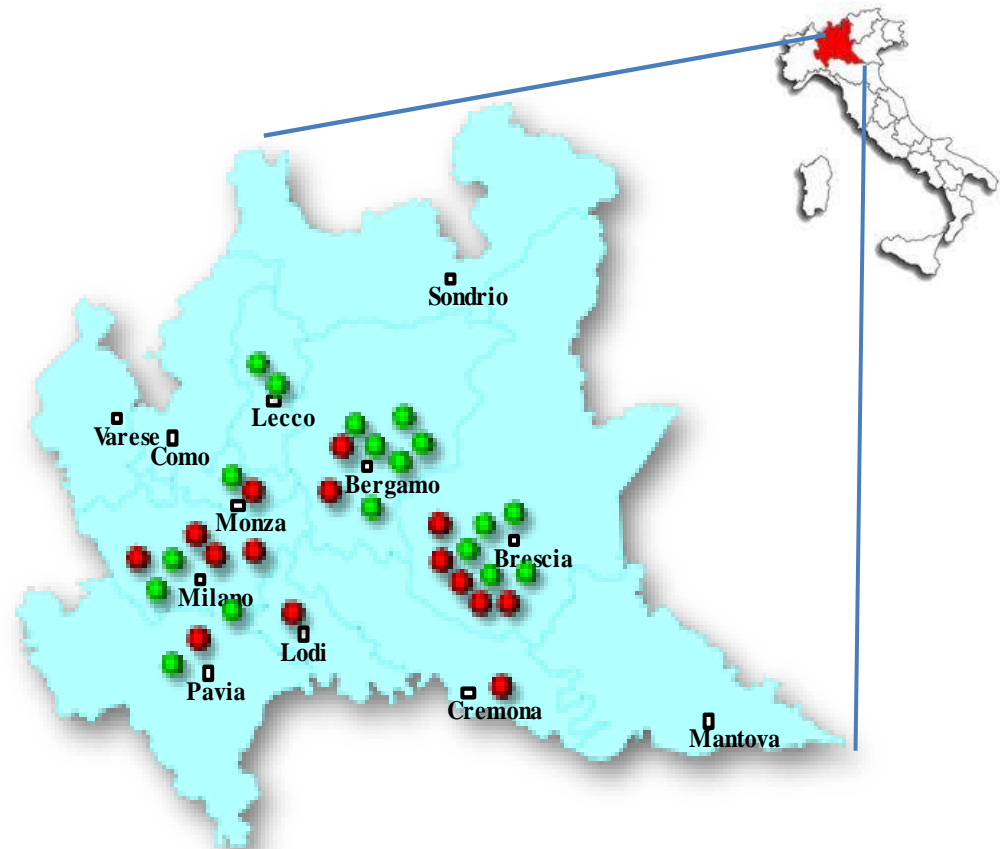 Sondrio
Lecco
Varese
Como
Bergamo
Monza
Brescia
Milano
Lodi
Pavia
Cremona
Mantova